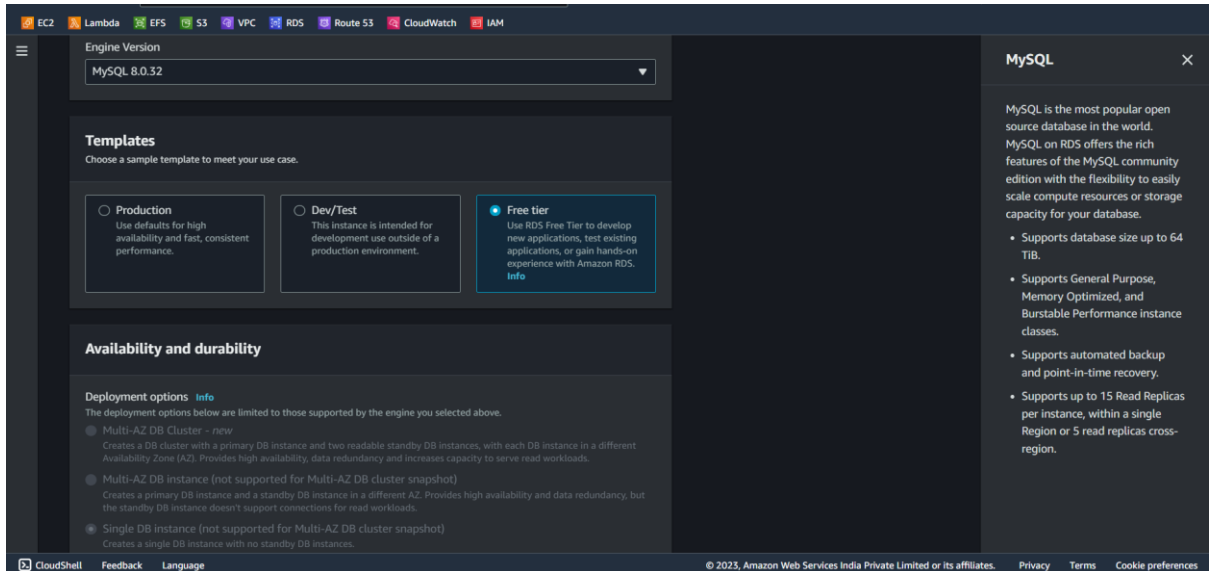 EC2 Lambda EFS S3 VPC RDS Route 53 CloudWatch IAM
Engine Version
MySQL 8.0.32
Templates
Choose a sample template to meet your use case.
Production
Use defaults for high
availability and fast, consistent
performance.
Dev/Test
This instance is intended for
development use outside of a
production environment.
Free tier
Use RDS Free Tier to develop
new applications, test existing
applications, or gain hands-on
experience with Amazon RDS.
Info
Availability and durability
Deployment options Info
The deployment options below are limited to those supported by the engine you selected above.
Multi-AZ DB Cluster - new
Creates a DB cluster with a primary DB instance and two readable standby DB instances, with each DB instance in a different
Availability Zone (AZ). Provides high availability, data redundancy and increases capacity to serve read workloads.
Multi-AZ DB instance (not supported for Multi-AZ DB cluster snapshot)
Creates a primary DB instance and a standby DB instance in a different AZ. Provides high availability and data redundancy, but
the standby DB instance doesn't support connections for read workloads.
Single DB instance (not supported for Multi-AZ DB cluster snapshot)
Creates a single DB instance with no standby DB instances.
MySQL
MySQL is the most popular open
source database in the world.
MySQL on RDS offers the rich
features of the MySQL community
edition with the flexibility to easily
scale compute resources or storage
capacity for your database.
• Supports database size up to 64
TiB.
• Supports General Purpose,
Memory Optimized, and
Burstable Performance instance
classes.
• Supports automated backup
and point-in-time recovery.
• Supports up to 15 Read Replicas
per instance, within a single
Region or 5 read replicas cross-
region.
CloudShell Feedback Language © 2023, Amazon Web Services India Private Limited or its affiliates. Privacy Terms Cookie preferences